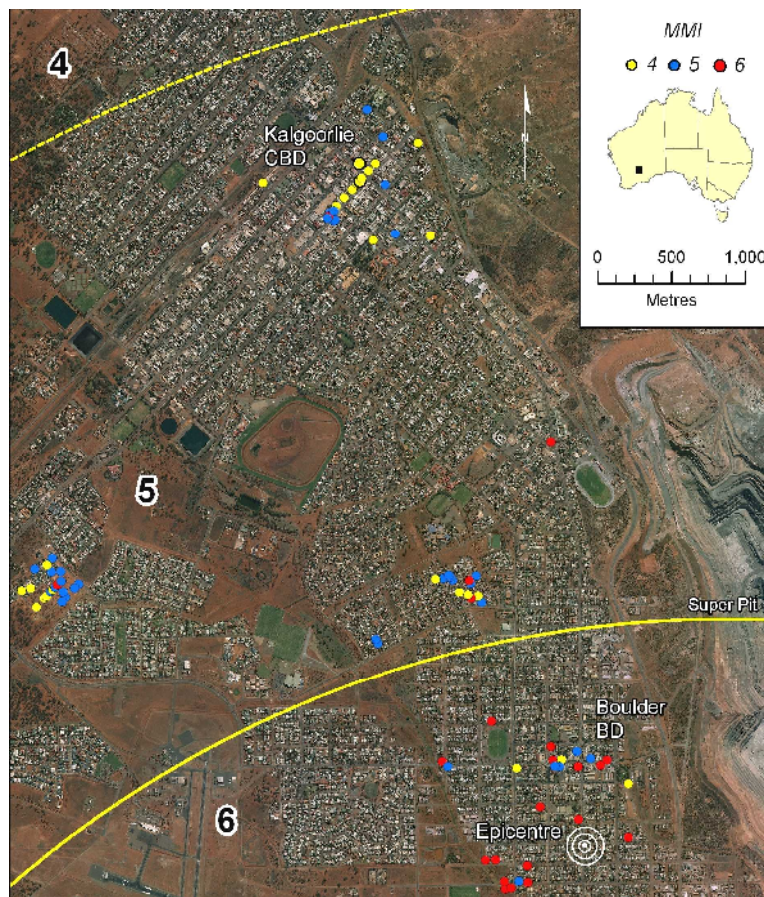 4
MMI
4 5 6
Kalgoorlie
CBD
N
0 500 1,000
Metres
5
Super Pit
Boulder
BD
6
Epicentre